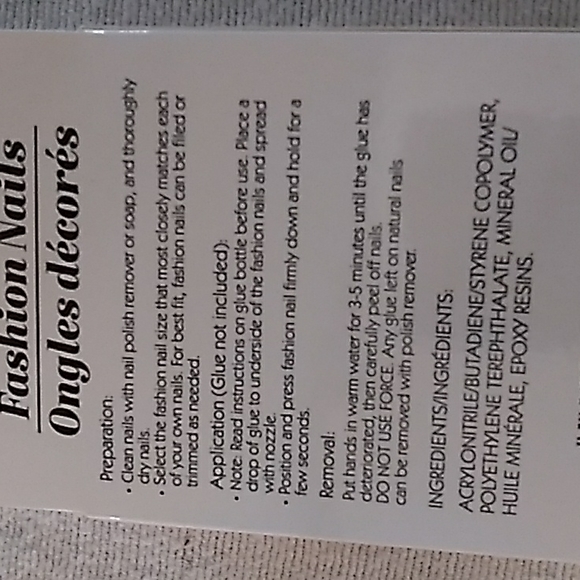 Fashion Nails
Ongles décorés
Preparation:
• Clean nails with nail polish remover or soap, and thoroughly
dry nails.
• Select the fashion nail size that most closely matches each
of your own nails. For best fit, fashion nails can be filed or
trimmed as needed.
Application (Glue not included):
• Note: Read instructions on glue bottle before use. Place a
drop of glue to underside of the fashion nails and spread
with nozzle.
• Position and press fashion nail firmly down and hold for a
few seconds.
Removal:
Put hands in warm water for 3-5 minutes until the glue has
deteriorated, then carefully peel off nails.
DO NOT USE FORCE. Any glue left on natural nails
can be removed with polish remover.
INGREDIENTS/INGRÉDIENTS:
ACRYLONITRILE/BUTADIENE/STYRENE COPOLYMER,
POLYETHYLENE TEREPHTHALATE, MINERAL OIL/
HUILE MINÉRALE, EPOXY RESINS.